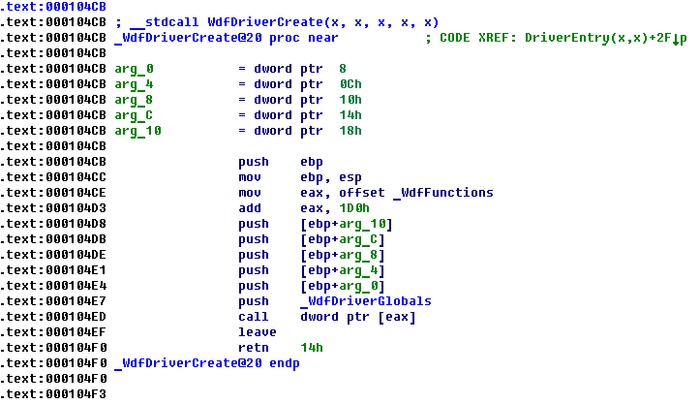 .text:000104CB
.text:000104CB ; __stdcall WdfDriverCreate(x, x, x, x, x)
.text:000104CB _WdfDriverCreate@20 proc near ; CODE XREF: DriverEntry(x,x)+2F↓p
.text:000104CB
.text:000104CB arg_0 = dword ptr 8
.text:000104CB arg_4 = dword ptr 0Ch
.text:000104CB arg_8 = dword ptr 10h
.text:000104CB arg_C = dword ptr 14h
.text:000104CB arg_10 = dword ptr 18h
.text:000104CB
.text:000104CB push ebp
.text:000104CC mov ebp, esp
.text:000104CE mov eax, offset _WdfFunctions
.text:000104D3 add eax, 1D0h
.text:000104D8 push [ebp+arg_10]
.text:000104DB push [ebp+arg_C]
.text:000104DE push [ebp+arg_8]
.text:000104E1 push [ebp+arg_4]
.text:000104E4 push [ebp+arg_0]
.text:000104E7 push _WdfDriverGlobals
.text:000104ED call dword ptr [eax]
.text:000104EF leave
.text:000104F0 retn 14h
.text:000104F0 _WdfDriverCreate@20 endp
.text:000104F0
.text:000104F3